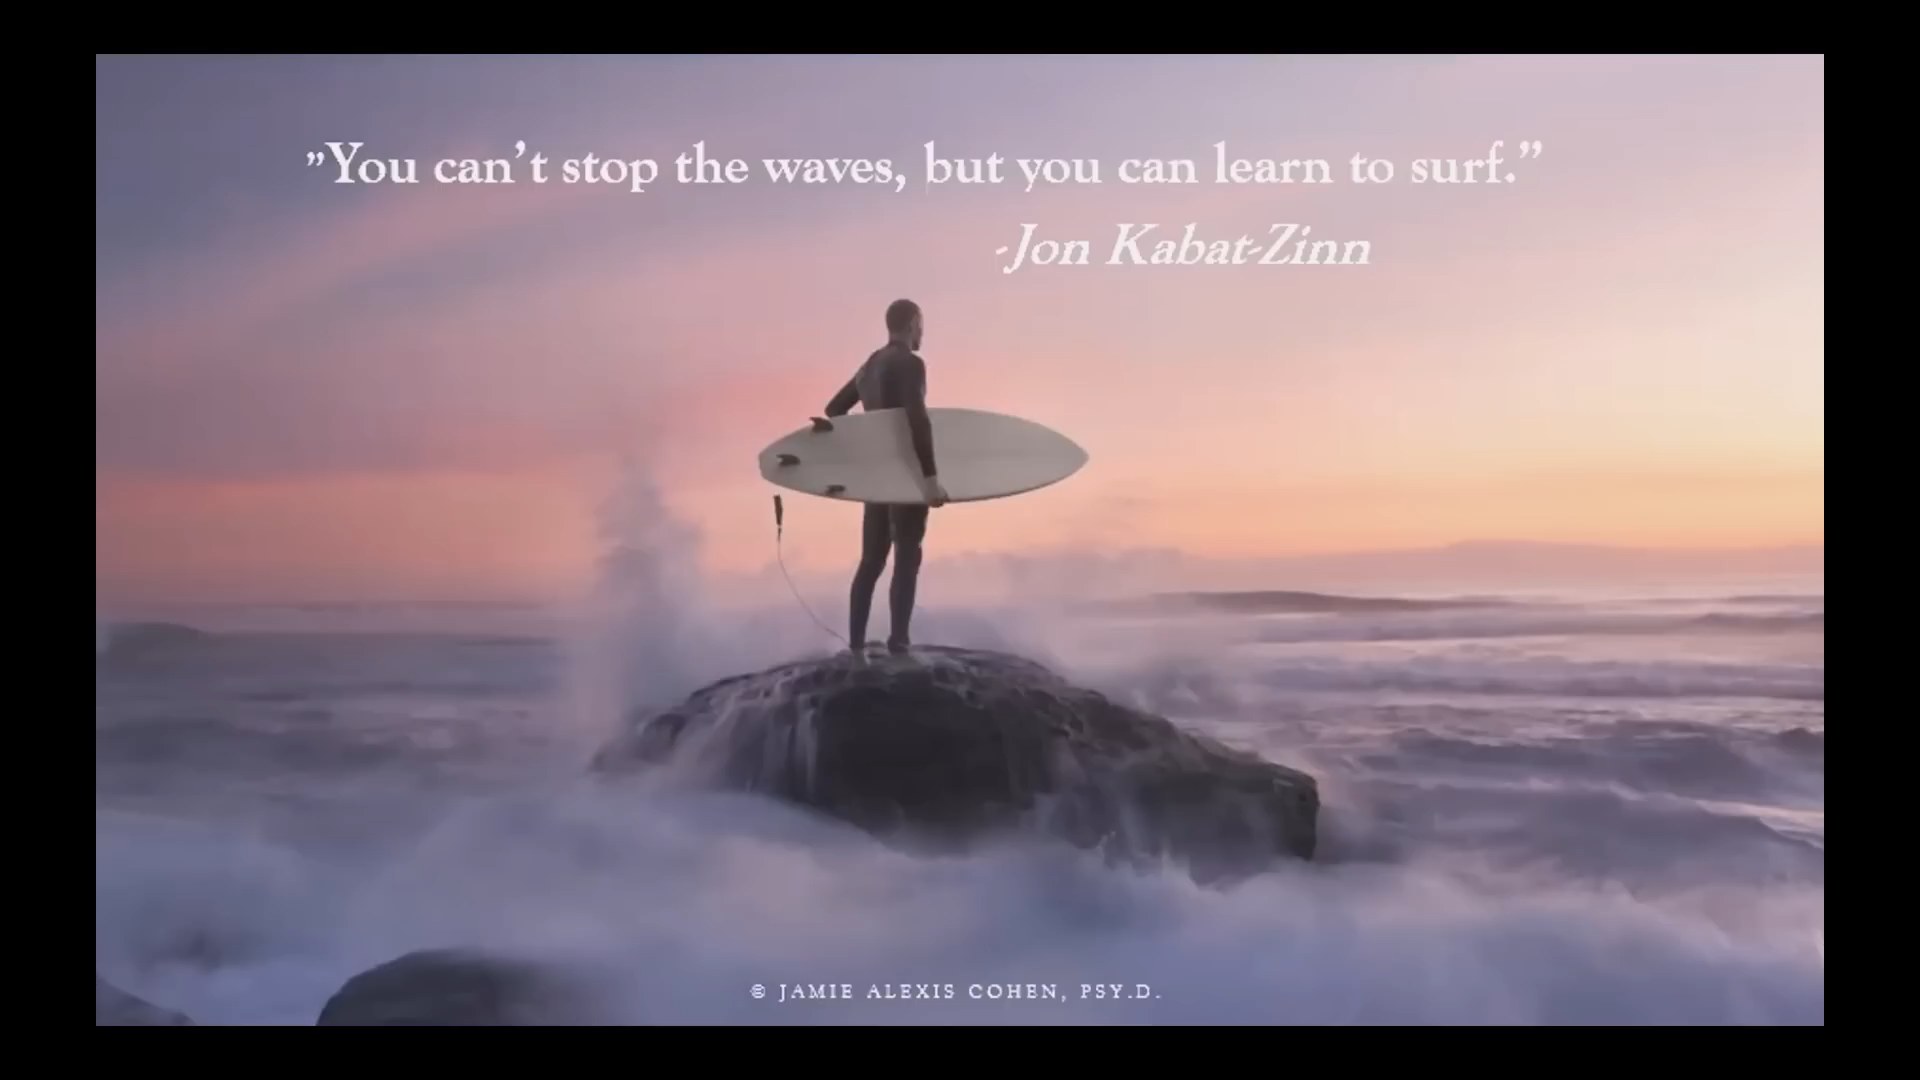 ”You can’t stop the waves, but you can learn to surf.”
-Jon Kabat-Zinn
© JAMIE ALEXIS COHEN, PSY.D.